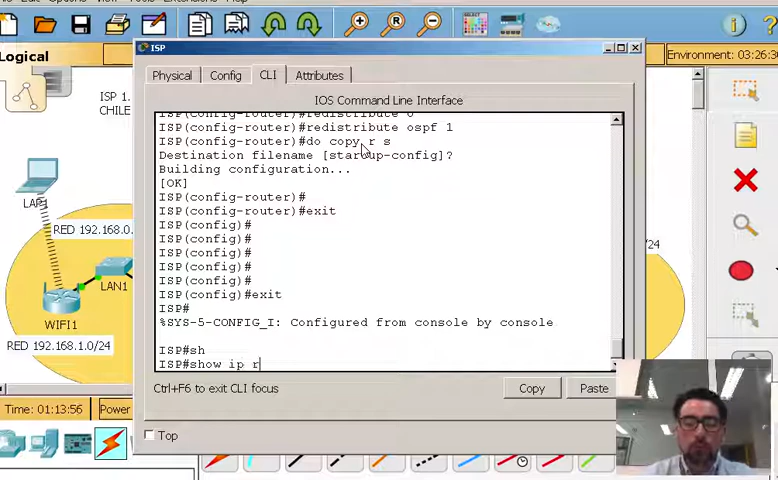 Logical
Environment: 03:26:3
ISP
Physical
Config
CLI
Attributes
IOS Command Line Interface
ISP(config-router)#redistribute o
ISP(config-router)#redistribute ospf 1
ISP(config-router)#do copy r s
Destination filename [startup-config]?
Building configuration...
[OK]
ISP(config-router)#
ISP(config-router)#exit
ISP(config)#
ISP(config)#
ISP(config)#
ISP(config)#
ISP(config)#
ISP(config)#exit
ISP#
%SYS-5-CONFIG_I: Configured from console by console
ISP#sh
ISP#show ip r
Ctrl+F6 to exit CLI focus
Copy
Paste
Top
ISP 1.
CHILE
LAP1
RED 192.168.0.
LAN1
WIFI1
RED 192.168.1.0/24
/24
Time: 01:13:56
Power